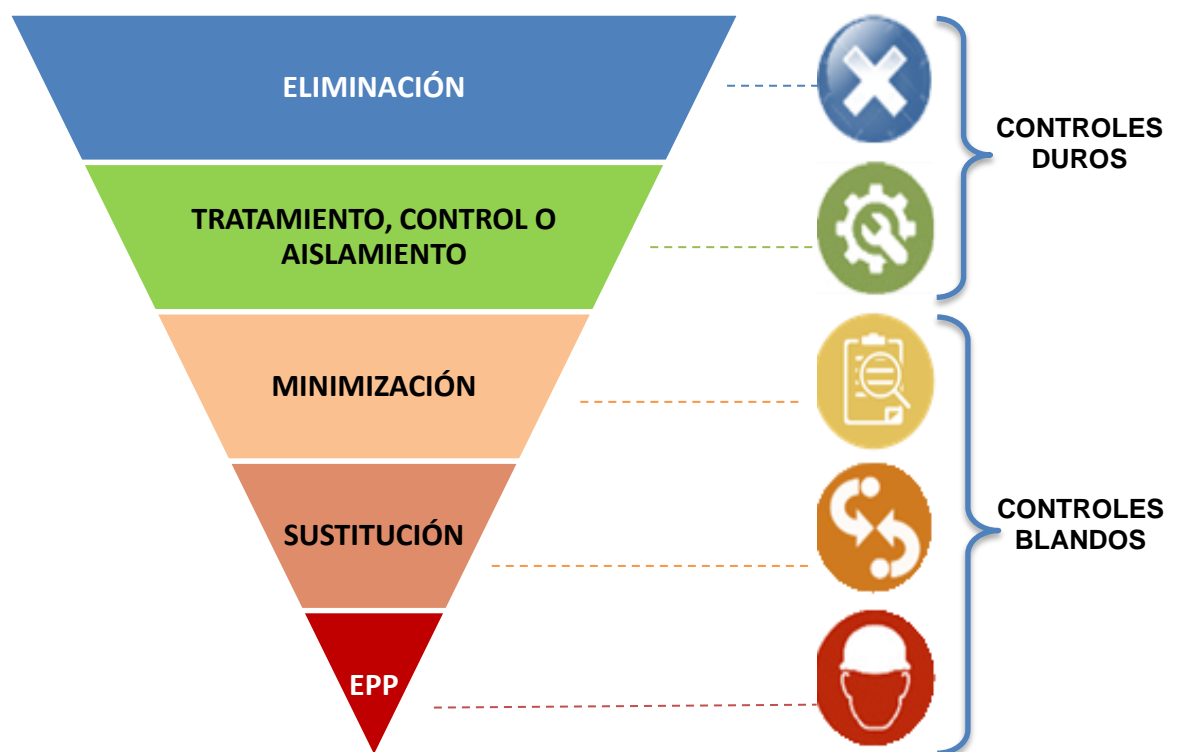 ELIMINACIÓN
TRATAMIENTO, CONTROL O
AISLAMIENTO
MINIMIZACIÓN
SUSTITUCIÓN
EPP
CONTROLES
DUROS
CONTROLES
BLANDOS